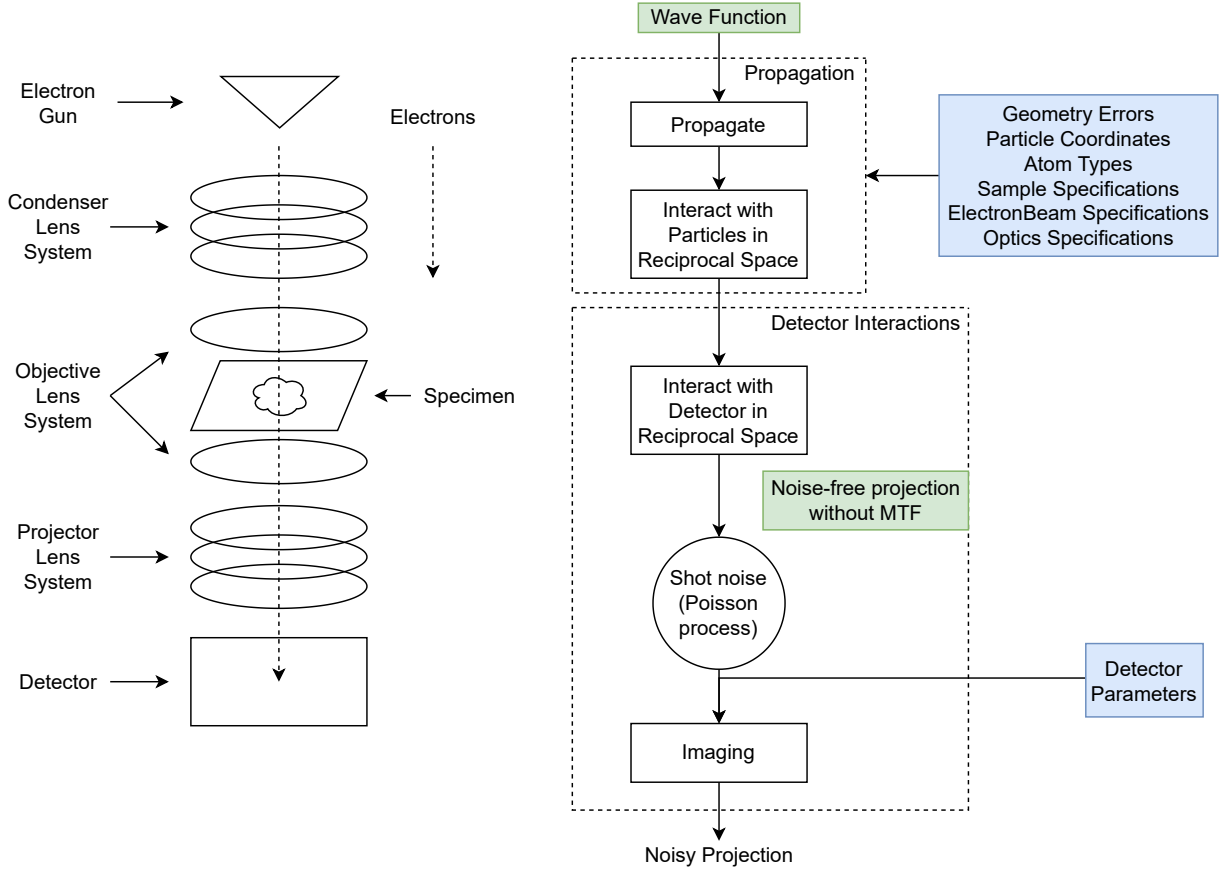 Electron
Gun
Electrons
Condenser
Lens
System
Objective
Lens
System
Specimen
Projector
Lens
System
Detector
Wave Function
Propagation
Propagate
Interact with
Particles in
Reciprocal Space
Geometry Errors
Particle Coordinates
Atom Types
Sample Specifications
ElectronBeam Specifications
Optics Specifications
Detector Interactions
Interact with
Detector in
Reciprocal Space
Noise-free projection
without MTF
Shot noise
(Poisson
process)
Detector
Parameters
Imaging
Noisy Projection